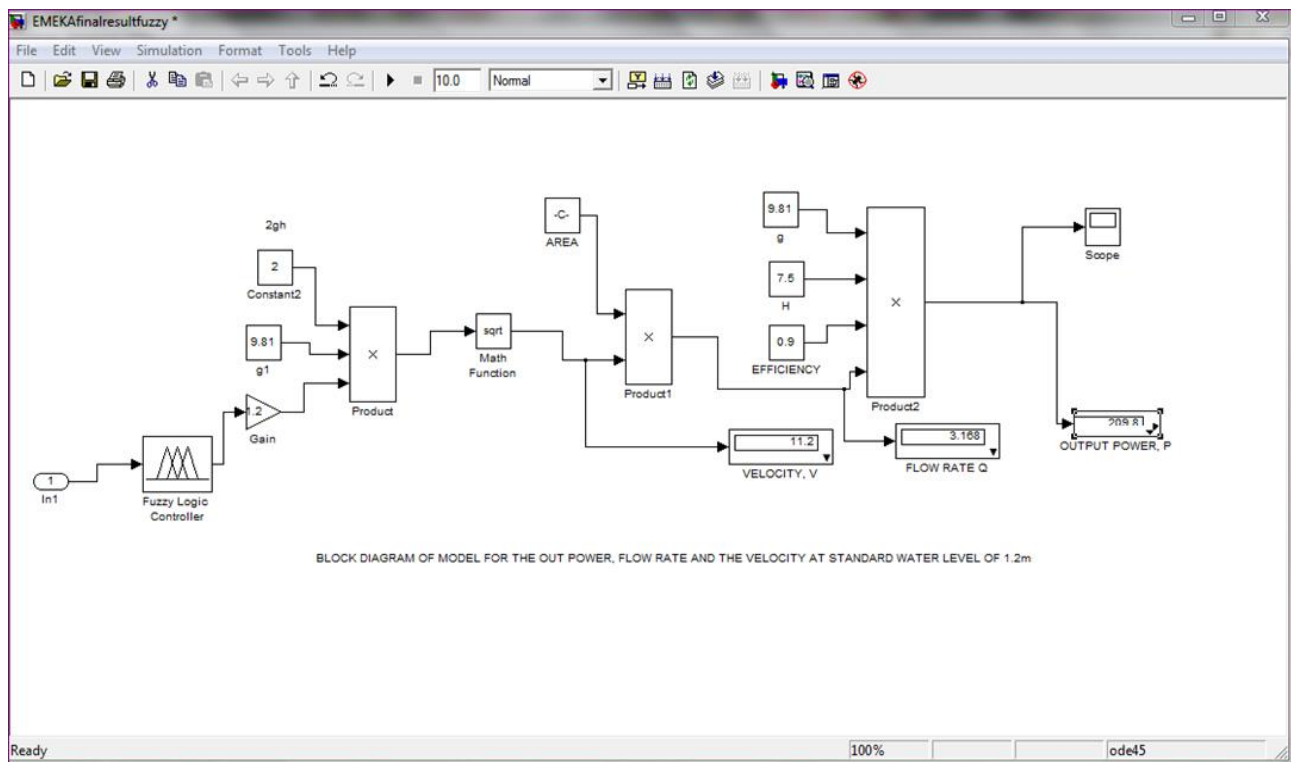 EMEKAfinalresultfuzzy *
File Edit View Simulation Format Tools Help
10.0 Normal
2gh
2
Constant2
9.81
g1
1.2
Gain
1
In1
Fuzzy Logic
Controller
×
Product
sqrt
Math
Function
-C-
AREA
×
Product1
9.81
g
7.5
H
0.9
EFFICIENCY
×
Product2
Scope
11.2
VELOCITY, V
3.168
FLOW RATE Q
209.81
OUTPUT POWER, P
BLOCK DIAGRAM OF MODEL FOR THE OUT POWER, FLOW RATE AND THE VELOCITY AT STANDARD WATER LEVEL OF 1.2m
Ready 100% ode45